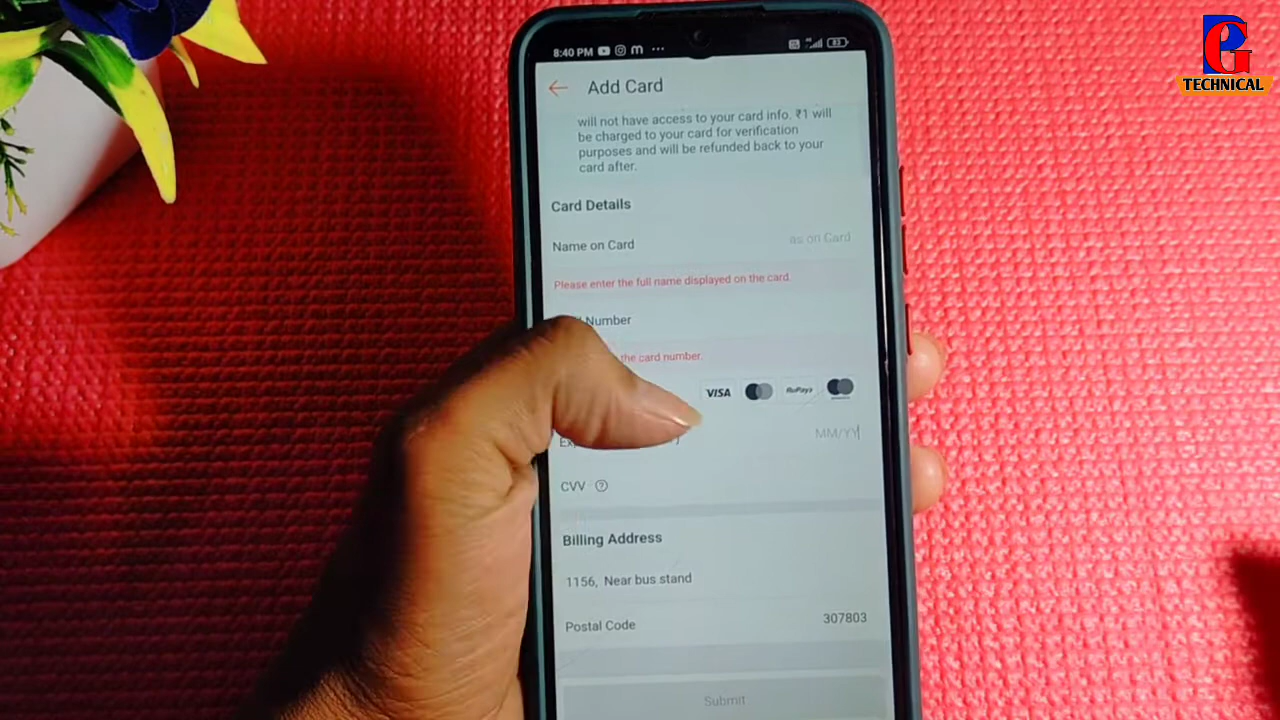 PG
TECHNICAL
8:40 PM
83
Add Card
will not have access to your card info. ₹1 will
be charged to your card for verification
purposes and will be refunded back to your
card after.
Card Details
Name on Card as on Card
Please enter the full name displayed on the card.
Number
the card number.
VISA RuPay
MM/YY
CVV ?
Billing Address
1156, Near bus stand
Postal Code 307803
Submit